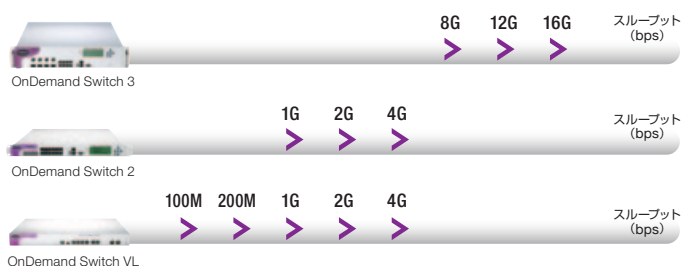 8G 12G 16G スループット
(bps)
OnDemand Switch 3
1G 2G 4G スループット
(bps)
OnDemand Switch 2
100M 200M 1G 2G 4G スループット
(bps)
OnDemand Switch VL